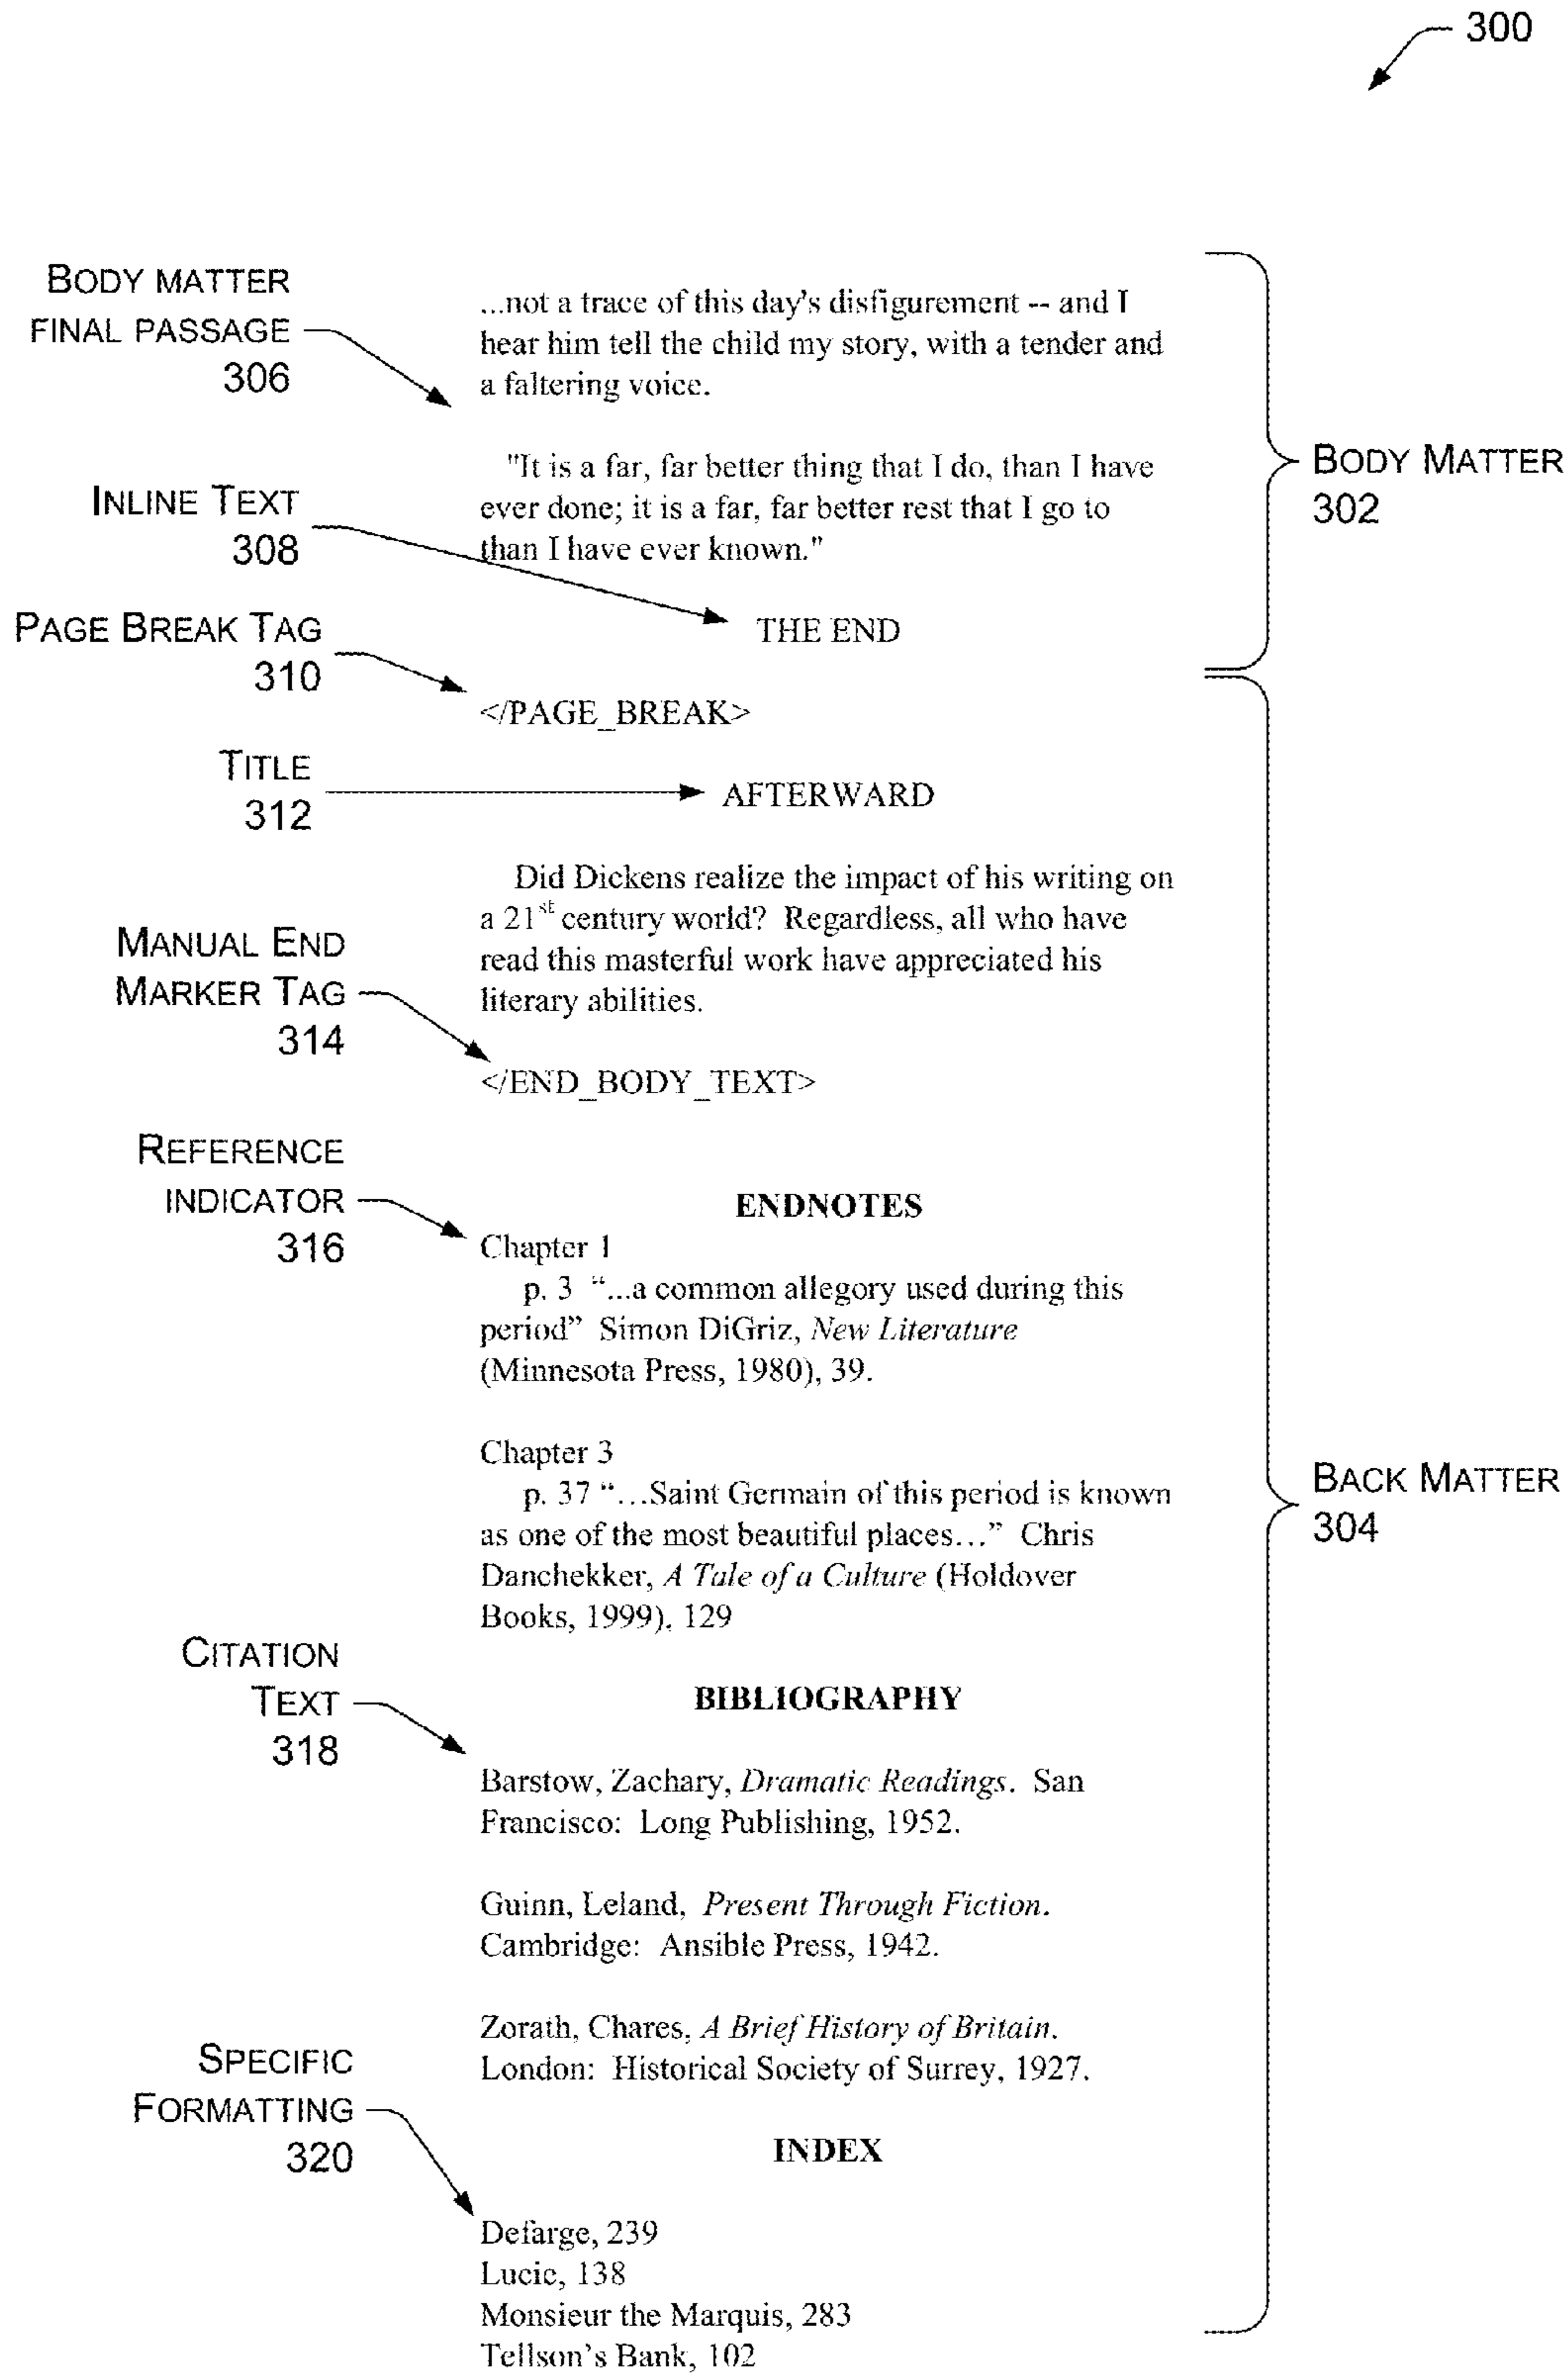 300
BODY MATTER
FINAL PASSAGE
306
...not a trace of this day's disfigurement -- and I
hear him tell the child my story, with a tender and
a faltering voice.
"It is a far, far better thing that I do, than I have
ever done; it is a far, far better rest that I go to
than I have ever known."
BODY MATTER
302
INLINE TEXT
308
THE END
PAGE BREAK TAG
310
</PAGE_BREAK>
TITLE
312
AFTERWARD
Did Dickens realize the impact of his writing on
a 21st century world? Regardless, all who have
read this masterful work have appreciated his
literary abilities.
MANUAL END
MARKER TAG
314
</END_BODY_TEXT>
REFERENCE
INDICATOR
316
ENDNOTES
Chapter 1
p. 3 “...a common allegory used during this
period” Simon DiGriz, New Literature
(Minnesota Press, 1980), 39.
Chapter 3
p. 37 “…Saint Germain of this period is known
as one of the most beautiful places…” Chris
Danchekker, A Tale of a Culture (Holdover
Books, 1999), 129
BACK MATTER
304
CITATION
TEXT
318
BIBLIOGRAPHY
Barstow, Zachary, Dramatic Readings. San
Francisco: Long Publishing, 1952.
Guinn, Leland, Present Through Fiction.
Cambridge: Ansible Press, 1942.
Zorath, Chares, A Brief History of Britain.
London: Historical Society of Surrey, 1927.
SPECIFIC
FORMATTING
320
INDEX
Defarge, 239
Lucie, 138
Monsieur the Marquis, 283
Tellson’s Bank, 102